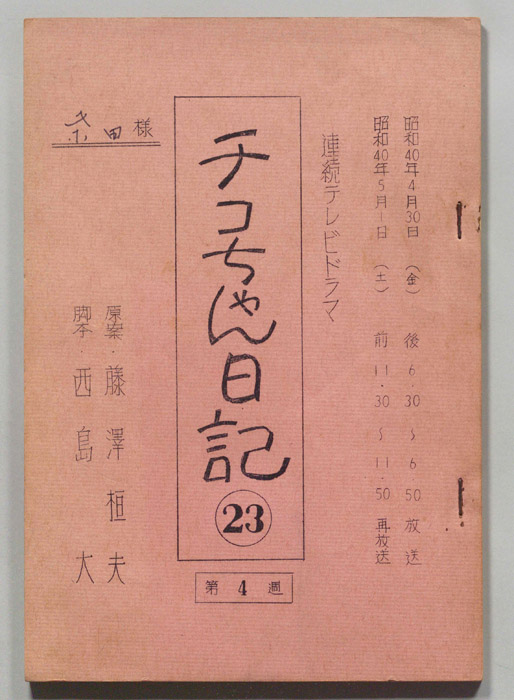 昭和40年4月30日(金)後6.30～6.50放送
昭和40年5月1日(土)前11.30～11.50再放送
連続テレビドラマ
チコちゃん日記
23
第4週
原案・藤澤桓夫
脚本・西島大
桑田様